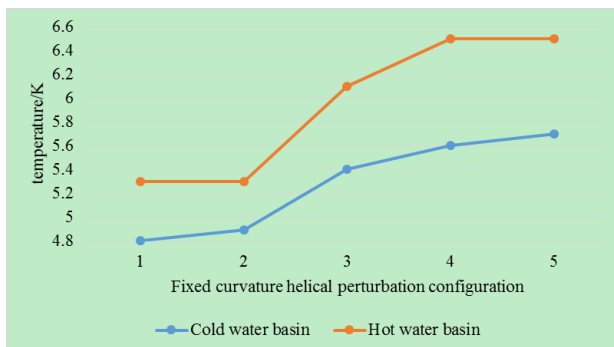 temperature/K
6.6
6.4
6.2
6
5.8
5.6
5.4
5.2
5
4.8
1 2 3 4 5
Fixed curvature helical perturbation configuration
Cold water basin Hot water basin